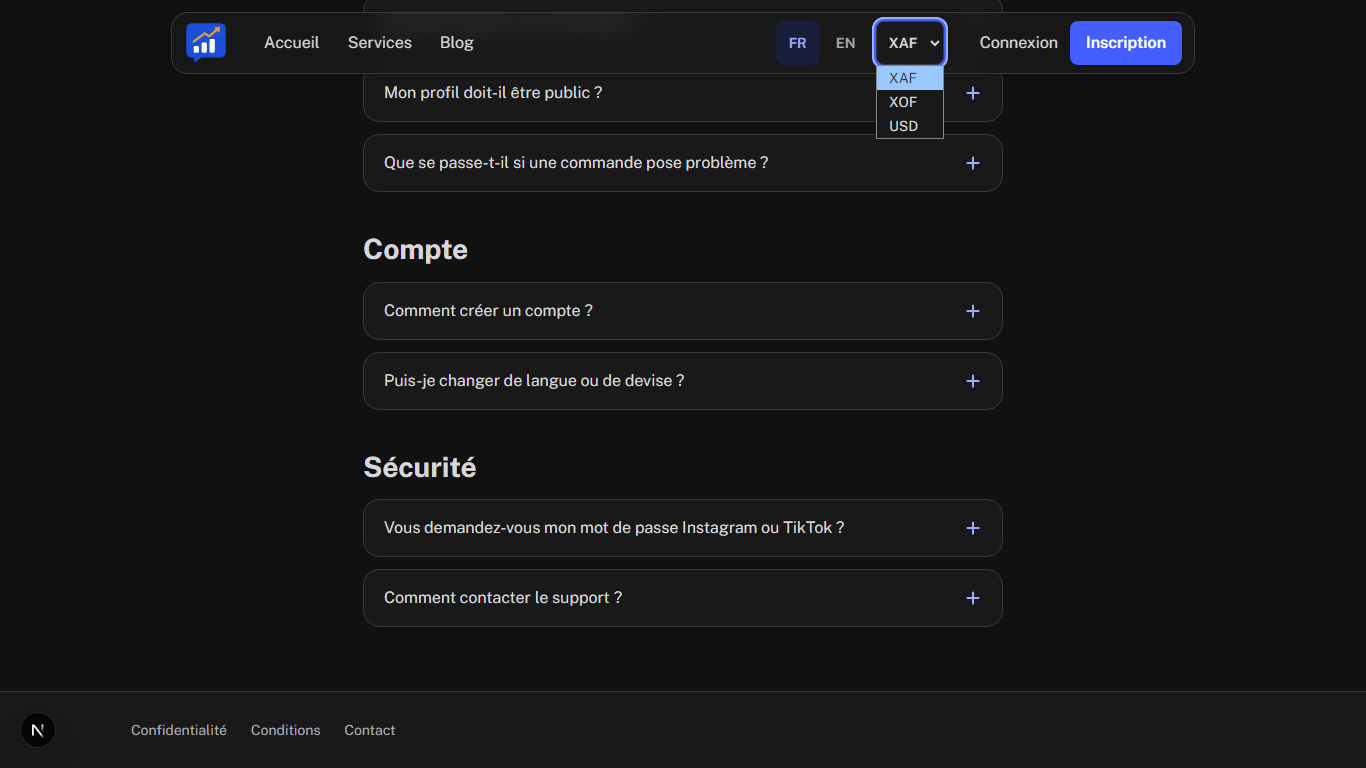 Accueil Services Blog FR EN XAF Connexion Inscription
XAF
XOF
USD
Mon profil doit-il être public ?
Que se passe-t-il si une commande pose problème ?
Compte
Comment créer un compte ?
Puis-je changer de langue ou de devise ?
Sécurité
Vous demandez-vous mon mot de passe Instagram ou TikTok ?
Comment contacter le support ?
N
Confidentialité Conditions Contact